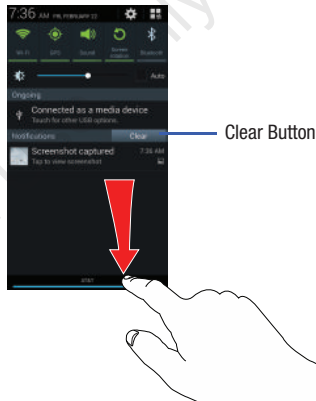 7:36 AM FRI, FEBRUARY 22
Wi-Fi GPS Sound Screen rotation Bluetooth
Auto
Ongoing
Connected as a media device
Touch for other USB options.
Notifications Clear
Clear Button
Screenshot captured 7:36 AM
Tap to view screenshot
AT&T